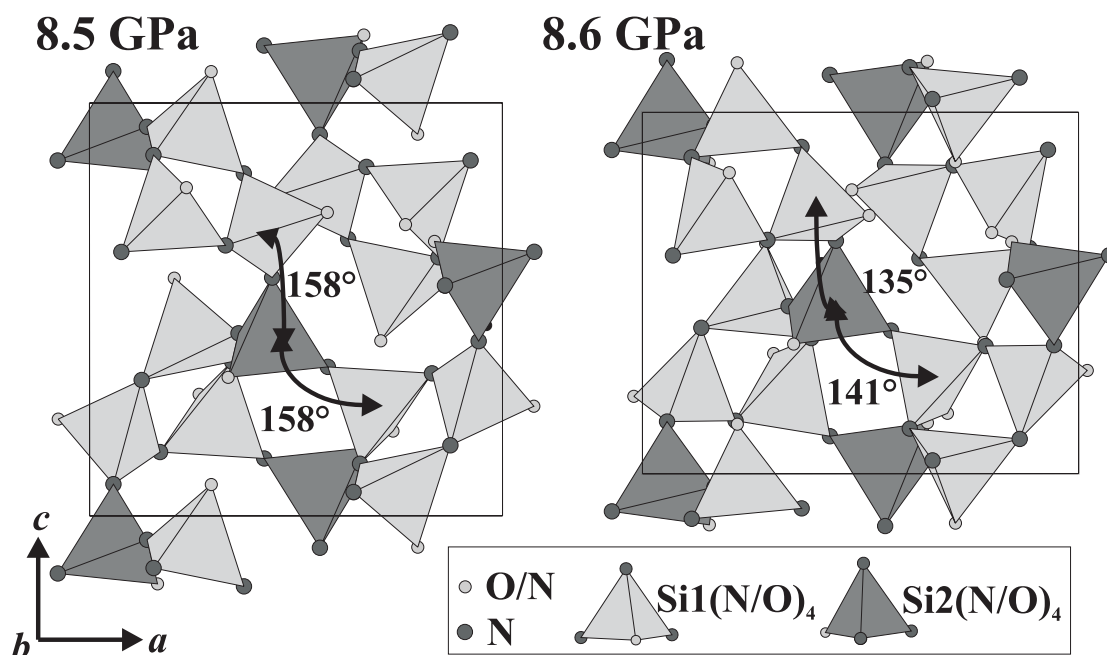 8.5 GPa
8.6 GPa
158°
158°
135°
141°
c
b
a
O/N
N
Si1(N/O)₄
Si2(N/O)₄